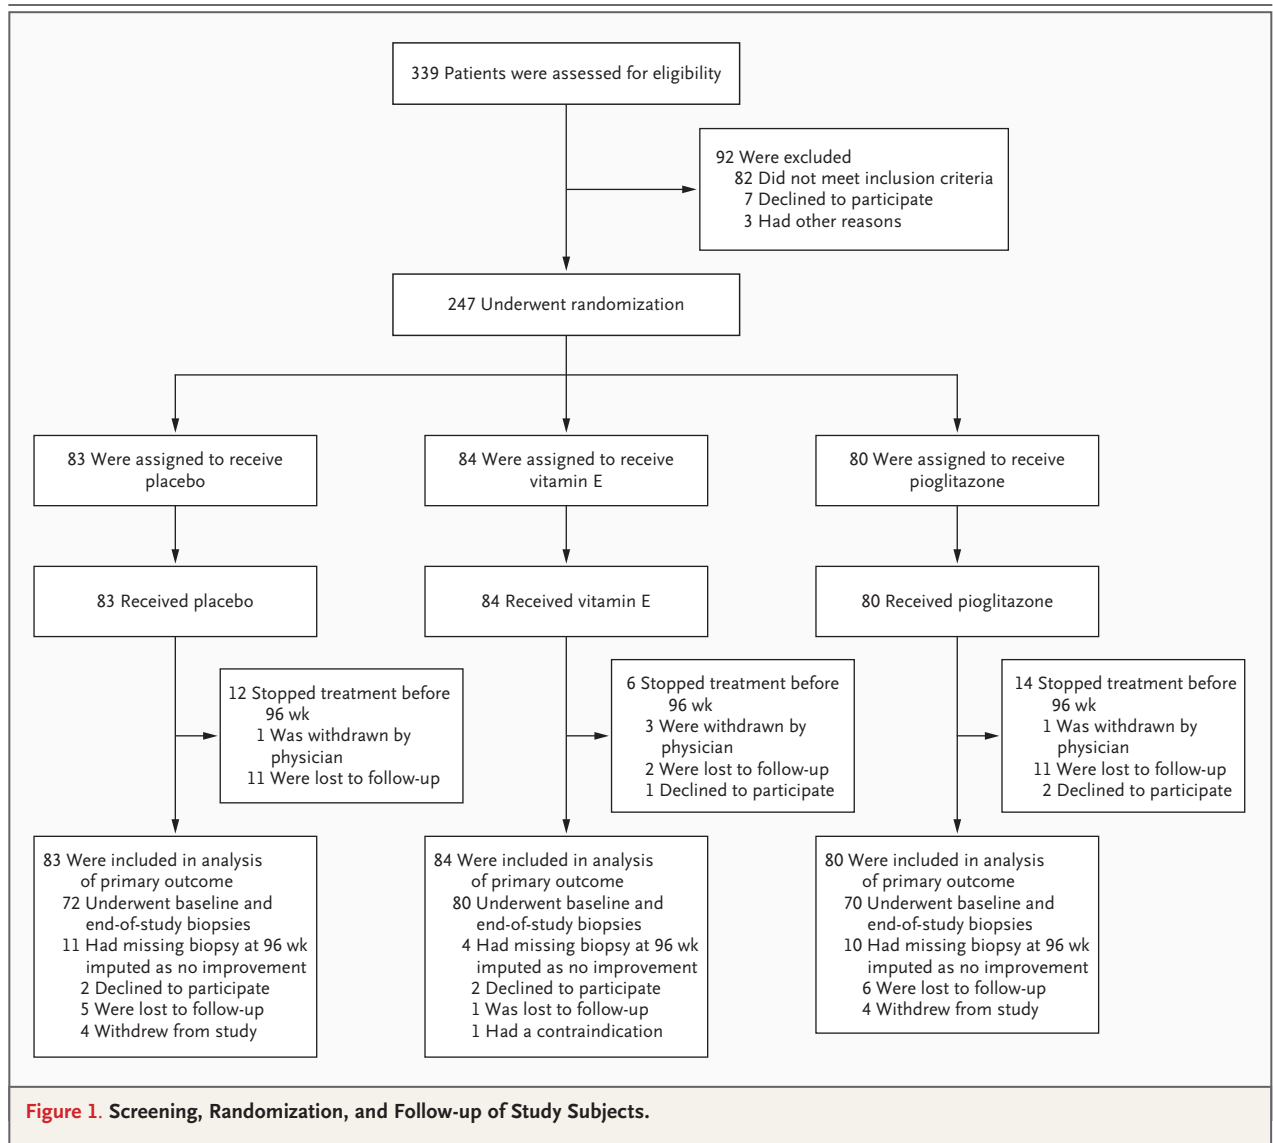 339 Patients were assessed for eligibility
92 Were excluded
82 Did not meet inclusion criteria
7 Declined to participate
3 Had other reasons
247 Underwent randomization
83 Were assigned to receive
placebo
84 Were assigned to receive
vitamin E
80 Were assigned to receive
pioglitazone
83 Received placebo
84 Received vitamin E
80 Received pioglitazone
12 Stopped treatment before
96 wk
1 Was withdrawn by
physician
11 Were lost to follow-up
6 Stopped treatment before
96 wk
3 Were withdrawn by
physician
2 Were lost to follow-up
1 Declined to participate
14 Stopped treatment before
96 wk
1 Was withdrawn by
physician
11 Were lost to follow-up
2 Declined to participate
83 Were included in analysis
of primary outcome
72 Underwent baseline and
end-of-study biopsies
11 Had missing biopsy at 96 wk
imputed as no improvement
2 Declined to participate
5 Were lost to follow-up
4 Withdrew from study
84 Were included in analysis
of primary outcome
80 Underwent baseline and
end-of-study biopsies
4 Had missing biopsy at 96 wk
imputed as no improvement
2 Declined to participate
1 Was lost to follow-up
1 Had a contraindication
80 Were included in analysis
of primary outcome
70 Underwent baseline and
end-of-study biopsies
10 Had missing biopsy at 96 wk
imputed as no improvement
6 Were lost to follow-up
4 Withdrew from study
Figure 1. Screening, Randomization, and Follow-up of Study Subjects.